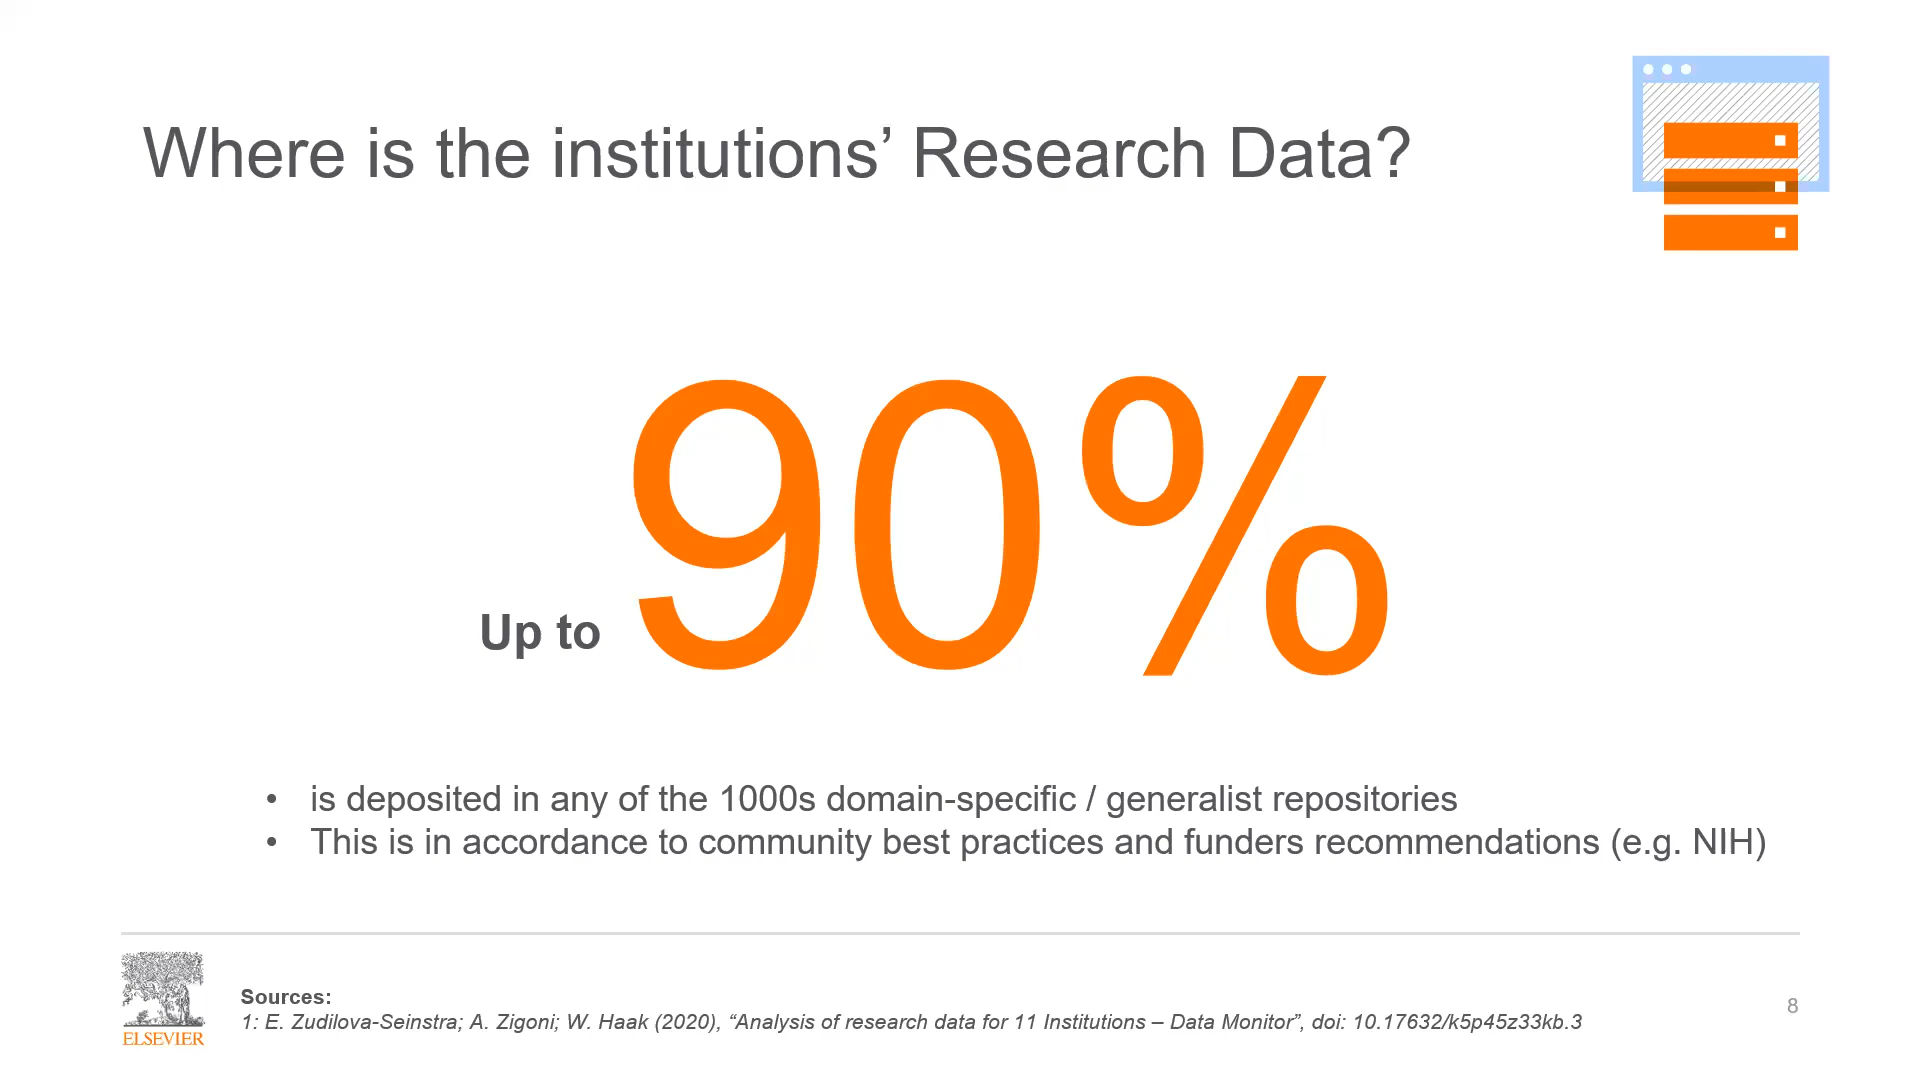 Where is the institutions’ Research Data?
Up to 90%
• is deposited in any of the 1000s domain-specific / generalist repositories
• This is in accordance to community best practices and funders recommendations (e.g. NIH)
ELSEVIER
Sources:
1: E. Zudilova-Seinstra; A. Zigoni; W. Haak (2020), “Analysis of research data for 11 Institutions – Data Monitor”, doi: 10.17632/k5p45z33kb.3
8